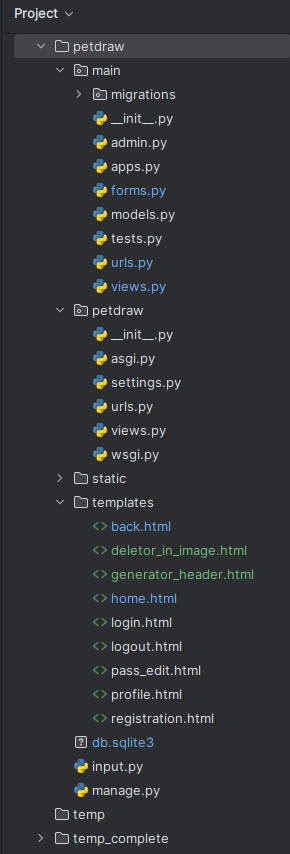 Project
petdraw
main
migrations
__init__.py
admin.py
apps.py
forms.py
models.py
tests.py
urls.py
views.py
petdraw
__init__.py
asgi.py
settings.py
urls.py
views.py
wsgi.py
static
templates
<> back.html
<> deletor_in_image.html
<> generator_header.html
<> home.html
<> login.html
<> logout.html
<> pass_edit.html
<> profile.html
<> registration.html
? db.sqlite3
input.py
manage.py
temp
temp_complete